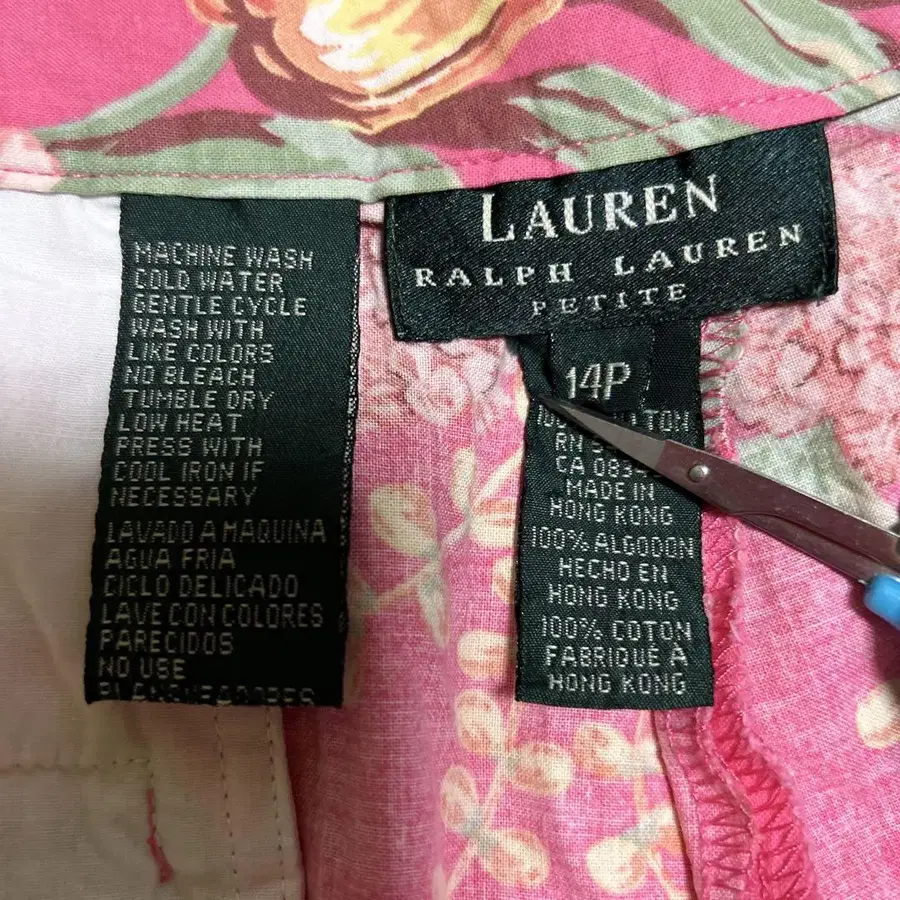 MACHINE WASH
COLD WATER
GENTLE CYCLE
WASH WITH
LIKE COLORS
NO BLEACH
TUMBLE DRY
LOW HEAT
PRESS WITH
COOL IRON IF
NECESSARY
LAVADO A MAQUINA
AGUA FRIA
CICLO DELICADO
LAVE CON COLORES
PARECIDOS
NO USE
LAUREN
RALPH LAUREN
PETITE
14P
RN
CA
MADE IN
HONG KONG
100% ALGODON
HECHO EN
HONG KONG
100% COTON
FABRIQUÉ À
HONG KONG